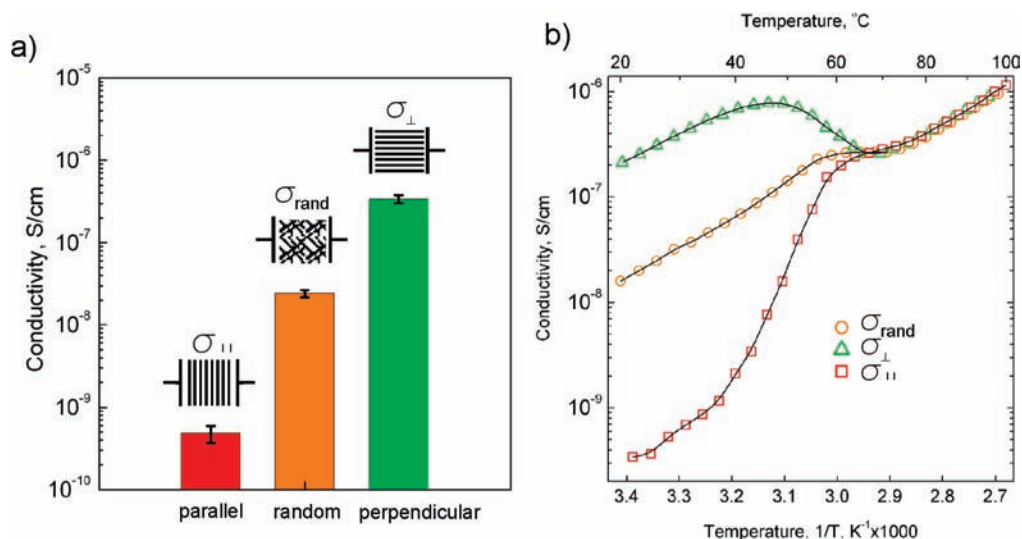 a)
Conductivity, S/cm
10⁻⁵
10⁻⁶
10⁻⁷
10⁻⁸
10⁻⁹
10⁻¹⁰
σ⊥
σrand
σ||
parallel random perpendicular
b)
Temperature, °C
20 40 60 80 100
Conductivity, S/cm
10⁻⁶
10⁻⁷
10⁻⁸
10⁻⁹
σrand
σ⊥
σ||
3.4 3.3 3.2 3.1 3.0 2.9 2.8 2.7
Temperature, 1/T, K⁻¹x1000